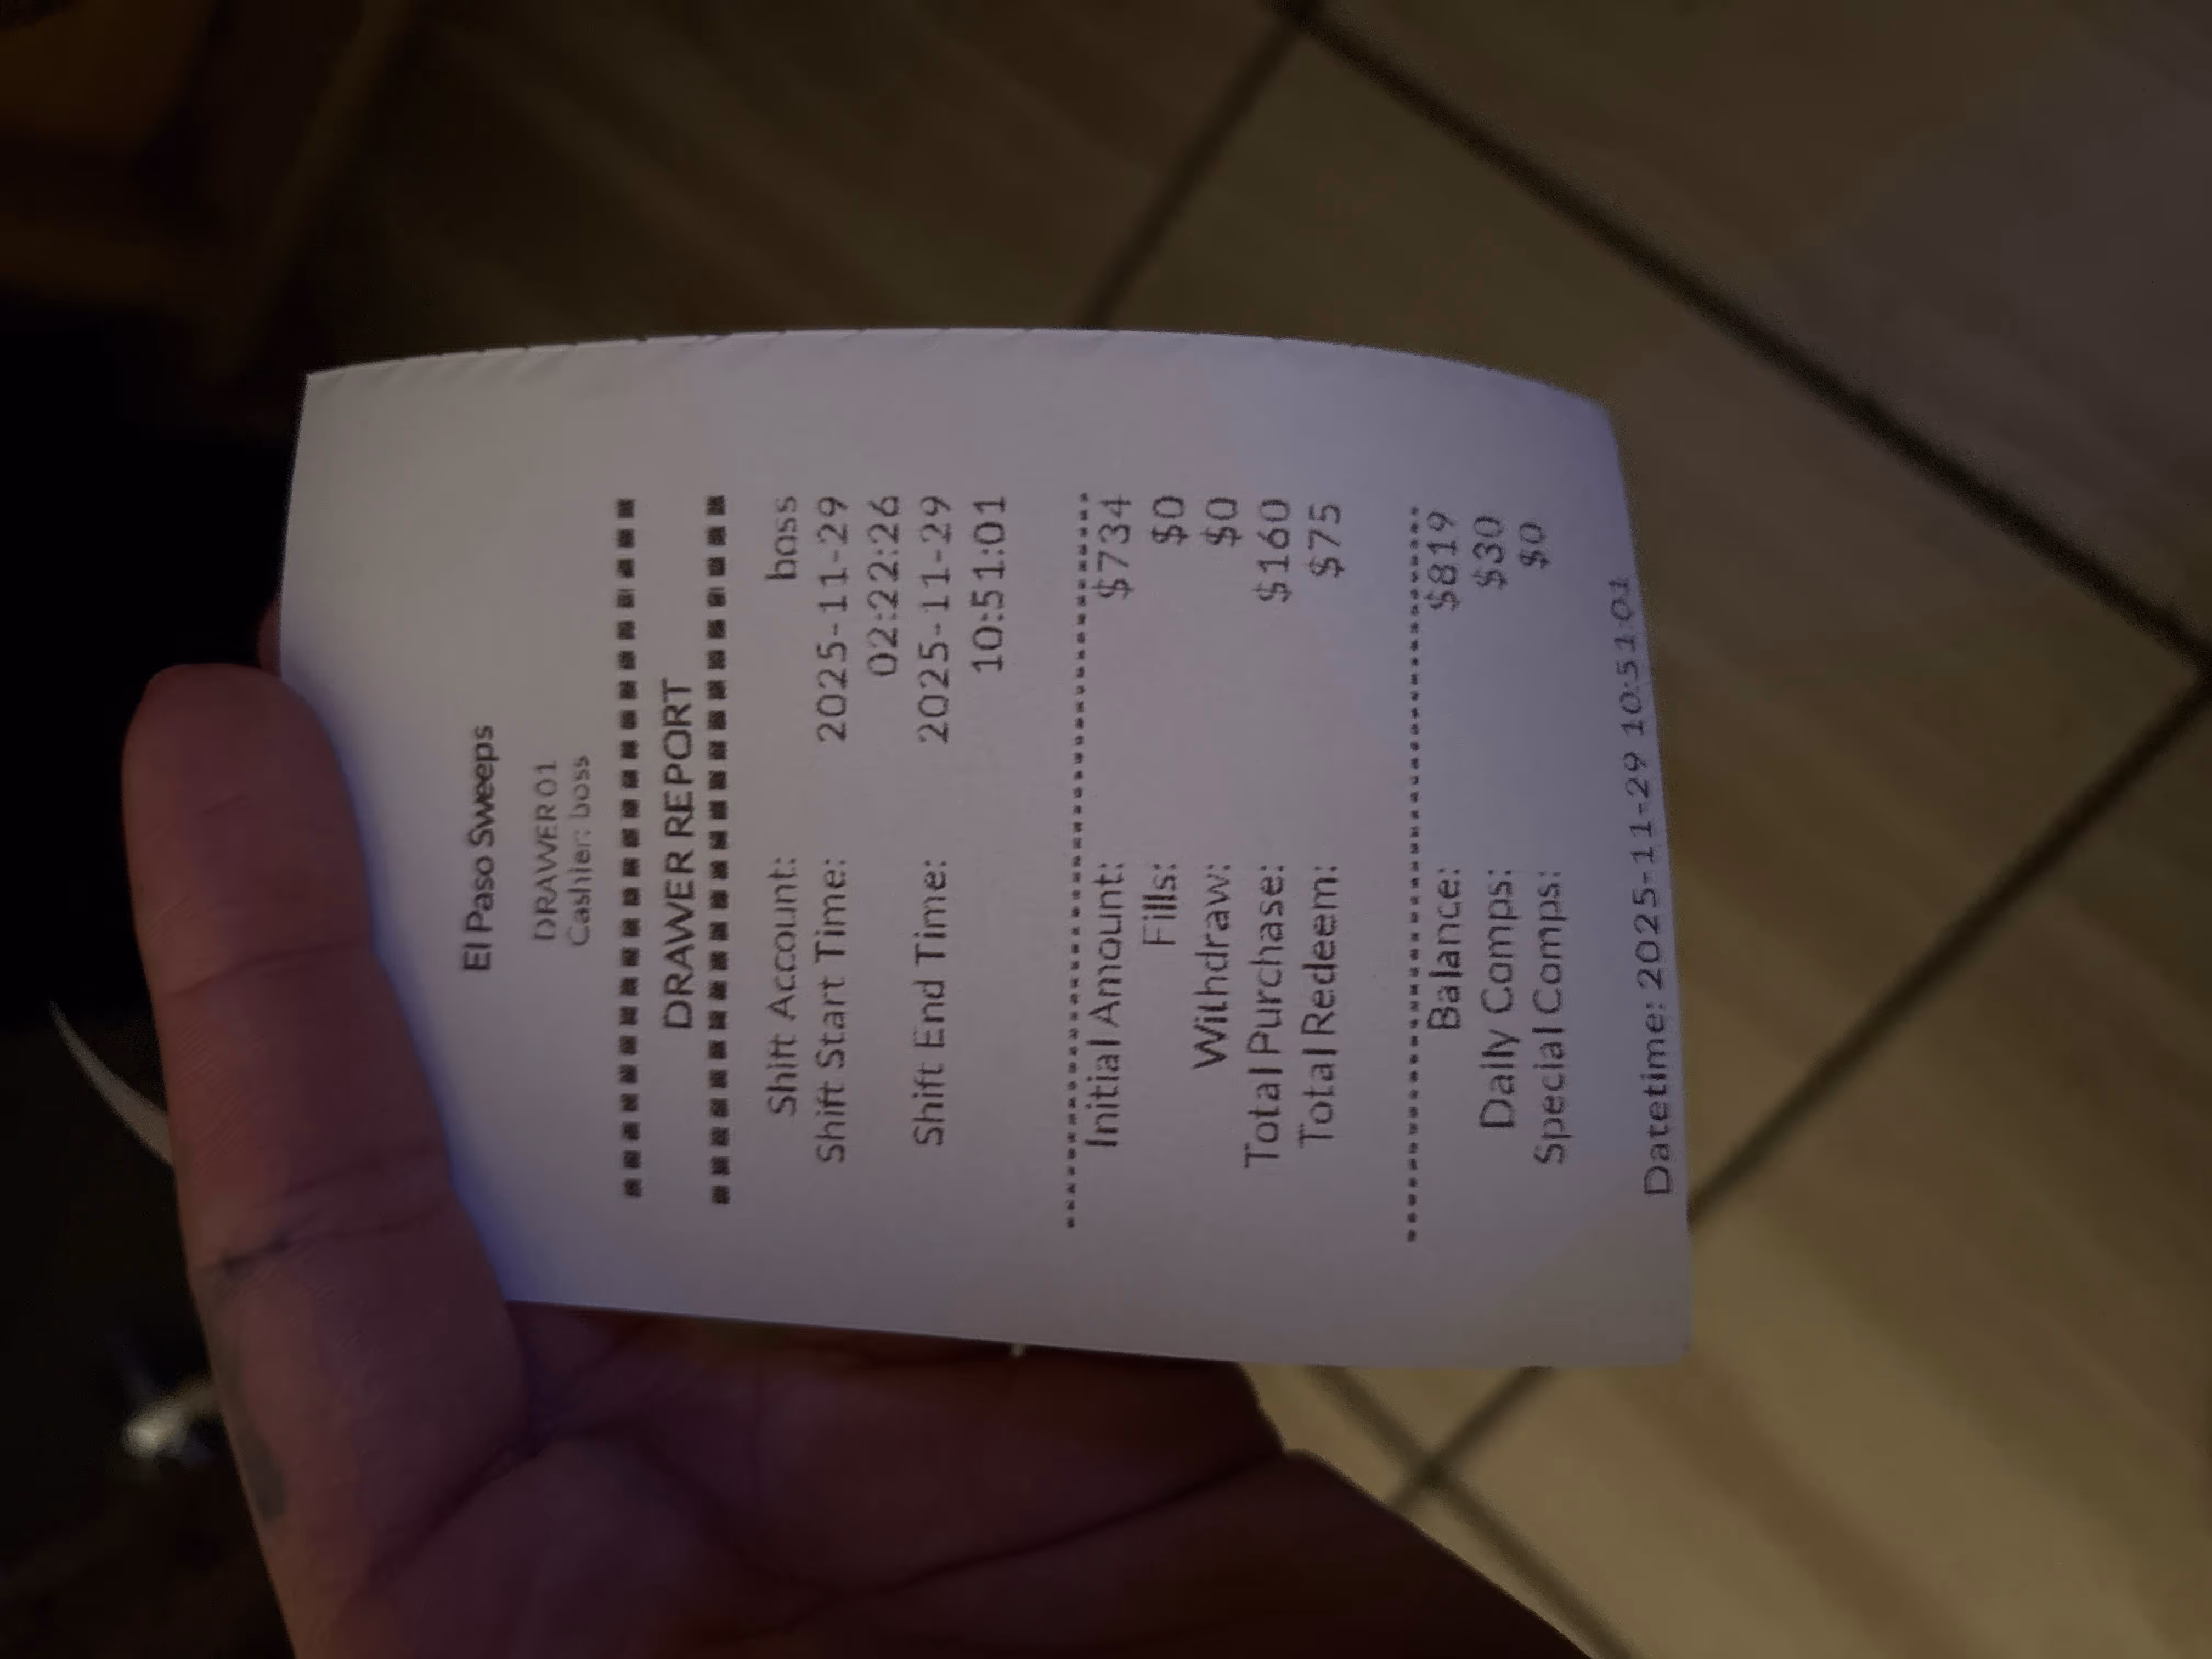 El Paso Sweeps
DRAWER01
Cashier: boss
DRAWER REPORT
Shift Account: boss
Shift Start Time: 2025-11-29
02:22:26
Shift End Time: 2025-11-29
10:51:01
Initial Amount: $734
Fills: $0
Withdraw: $0
Total Purchase: $160
Total Redeem: $75
Balance: $819
Daily Comps: $30
Special Comps: $0
Datetime: 2025-11-29 10:51:01